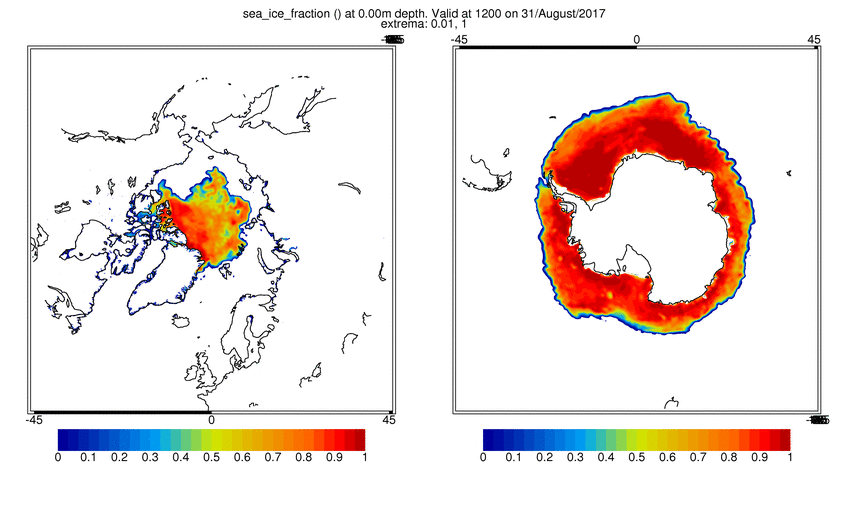 sea_ice_fraction () at 0.00m depth. Valid at 1200 on 31/August/2017
extrema: 0.01, 1
-45 0 45
-45 0 45
0 0.1 0.2 0.3 0.4 0.5 0.6 0.7 0.8 0.9 1
0 0.1 0.2 0.3 0.4 0.5 0.6 0.7 0.8 0.9 1